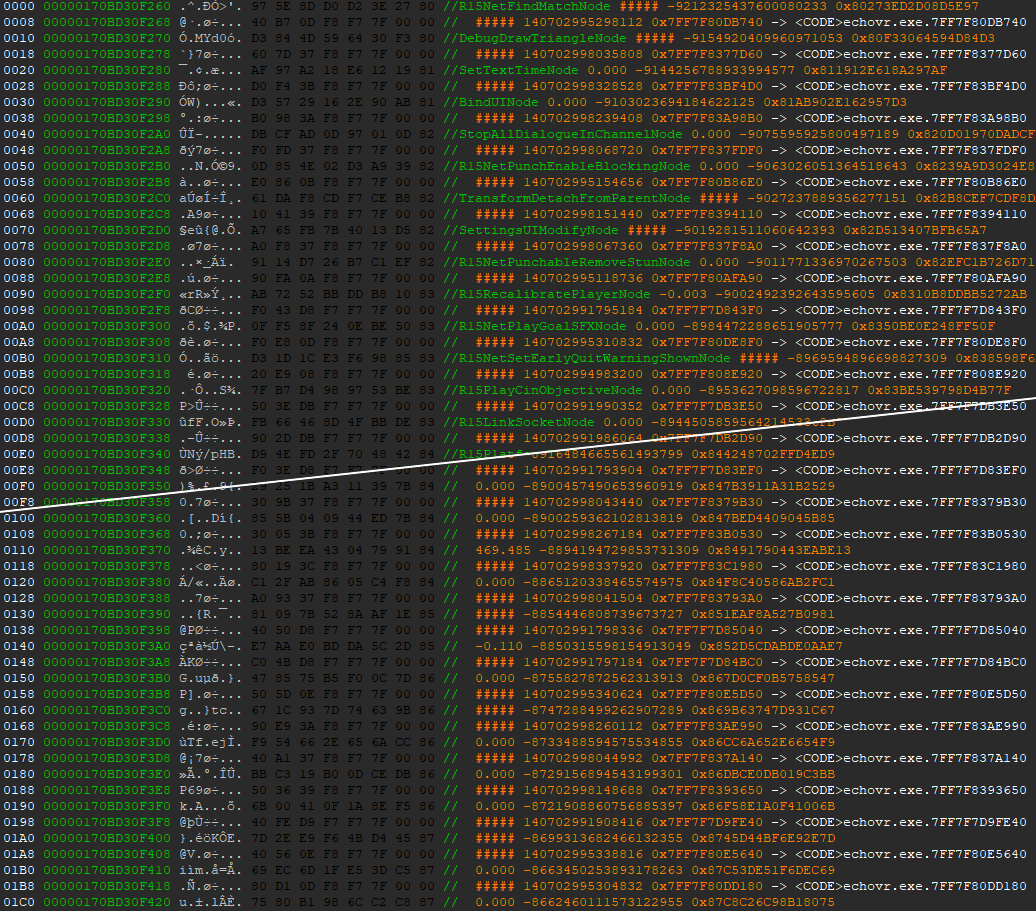 0000 00000170BD30F260 ^.ÐÓ>'. 97 5E 8D D0 D2 3E 27 80 //R15NetFindMatchNode ##### -9212325437600080233 0x80273ED2D08D5E97
0008 00000170BD30F268 @·.ø÷... 40 B7 0D F8 F7 7F 00 00 // ##### 140702995298112 0x7FF7F80DB740 -> <CODE>echovr.exe.7FF7F80DB740
0010 00000170BD30F270 Ó.MYd0ó. D3 84 4D 59 64 30 F3 80 //DebugDrawTriangleNode ##### -9154920409960971053 0x80F33064594D84D3
0018 00000170BD30F278 `}7ø÷... 60 7D 37 F8 F7 7F 00 00 // ##### 140702998035808 0x7FF7F8377D60 -> <CODE>echovr.exe.7FF7F8377D60
0020 00000170BD30F280 ¯.¢.æ... AF 97 A2 18 E6 12 19 81 //SetTextTimeNode 0.000 -9144256788933994577 0x811912E618A297AF
0028 00000170BD30F288 Ðô;ø÷... D0 F4 3B F8 F7 7F 00 00 // ##### 140702998328528 0x7FF7F83BF4D0 -> <CODE>echovr.exe.7FF7F83BF4D0
0030 00000170BD30F290 ÓW)...«. D3 57 29 16 2E 90 AB 81 //BindUINode 0.000 -9103023694184622125 0x81AB902E162957D3
0038 00000170BD30F298 °.:ø÷... B0 98 3A F8 F7 7F 00 00 // ##### 140702998239408 0x7FF7F83A98B0 -> <CODE>echovr.exe.7FF7F83A98B0
0040 00000170BD30F2A0 ÛÏ-..... DB CF AD 0D 97 01 0D 82 //StopAllDialogueInChannelNode 0.000 -9075595925800497189 0x820D01970DADCF
0048 00000170BD30F2A8 ðý7ø÷... F0 FD 37 F8 F7 7F 00 00 // ##### 140702998068720 0x7FF7F837FDF0 -> <CODE>echovr.exe.7FF7F837FDF0
0050 00000170BD30F2B0 ..N.Ó©9. 0D 85 4E 02 D3 A9 39 82 //R15NetPunchEnableBlockingNode 0.000 -9063026051364518643 0x8239A9D3024E8
0058 00000170BD30F2B8 à..ø÷... E0 86 0B F8 F7 7F 00 00 // ##### 140702995154656 0x7FF7F80B86E0 -> <CODE>echovr.exe.7FF7F80B86E0
0060 00000170BD30F2C0 aÚøÍ÷Î¸. 61 DA F8 CD F7 CE B8 82 //TransformDetachFromParentNode ##### -9027237889356277151 0x82B8CEF7CDF8D
0068 00000170BD30F2C8 .A9ø÷... 10 41 39 F8 F7 7F 00 00 // ##### 140702998151440 0x7FF7F8394110 -> <CODE>echovr.exe.7FF7F8394110
0070 00000170BD30F2D0 §eû{@.Õ. A7 65 FB 7B 40 13 D5 82 //SettingsUIModifyNode ##### -9019281511060642393 0x82D513407BFB65A7
0078 00000170BD30F2D8 .ø7ø÷... A0 F8 37 F8 F7 7F 00 00 // ##### 140702998067360 0x7FF7F837F8A0 -> <CODE>echovr.exe.7FF7F837F8A0
0080 00000170BD30F2E0 91 14 D7 26 B7 C1 EF 82 //R15NetPunchableRemoveStunNode 0.000 -9011771336970267503 0x82EFC1B726D71
0088 00000170BD30F2E8 .ú.ø÷... 90 FA 0A F8 F7 7F 00 00 // ##### 140702995118736 0x7FF7F80AFA90 -> <CODE>echovr.exe.7FF7F80AFA90
0090 00000170BD30F2F0 «rR»Ý¸.. AB 72 52 BB DD B8 10 83 //R15RecalibratePlayerNode -0.003 -9002492392643595605 0x8310B8DDBB5272AB
0098 00000170BD30F2F8 ðCØ÷÷... F0 43 D8 F7 F7 7F 00 00 // ##### 140702991795184 0x7FF7F7D843F0 -> <CODE>echovr.exe.7FF7F7D843F0
00A0 00000170BD30F300 .õ.$.¾P. 0F F5 8F 24 0E BE 50 83 //R15NetPlayGoalSFXNode 0.000 -8984472288651905777 0x8350BE0E248FF50F
00A8 00000170BD30F308 ðè.ø÷... F0 E8 0D F8 F7 7F 00 00 // ##### 140702995310832 0x7FF7F80DE8F0 -> <CODE>echovr.exe.7FF7F80DE8F0
00B0 00000170BD30F310 Ó...ãö.. D3 1D 1C E3 F6 98 85 83 //R15NetSetEarlyQuitWarningShownNode ##### -8969594896698827309 0x838598F6
00B8 00000170BD30F318 é.ø÷... 20 E9 08 F8 F7 7F 00 00 // ##### 140702994983200 0x7FF7F808E920 -> <CODE>echovr.exe.7FF7F808E920
00C0 00000170BD30F320 .·Ô..S¾. 7F B7 D4 98 97 53 BE 83 //R15PlayCinObjectiveNode 0.000 -8953627098596722817 0x83BE539798D4B77F
00C8 00000170BD30F328 P>Û÷÷... 50 3E DB F7 F7 7F 00 00 // ##### 140702991990352 0x7FF7F7DB3E50 -> <CODE>echovr.exe.7FF7F7DB3E50
00D0 00000170BD30F330 ûfF.O»Þ. FB 66 46 8D 4F BB DE 83 //R15LinkSocketNode 0.000
00D8 00000170BD30F338 .-Û÷÷... 90 2D DB F7 F7 7F 00 00 // ##### 140702991986064 0x7FF7F7DB2D90 -> <CODE>echovr.exe.7FF7F7DB2D90
00E0 00000170BD30F340 ÙNý/pHB. D9 4E FD 2F 70 48 42 84 0x844248702FFD4ED9
00E8 00000170BD30F348 ð>Ø÷÷... F0 3E D8 F7 // ##### 140702991793904 0x7FF7F7D83EF0 -> <CODE>echovr.exe.7FF7F7D83EF0
00F0 00000170BD30F350 1B A3 11 39 7B 84 // 0.000 -8900457490653960919 0x847B3911A31B2529
00F8 00000170BD30F358 0.7ø÷... 30 9B 37 F8 F7 7F 00 00 // ##### 140702998043440 0x7FF7F8379B30 -> <CODE>echovr.exe.7FF7F8379B30
0100 00000170BD30F360 .[..Dí{. 85 5B 04 09 44 ED 7B 84 // 0.000 -8900259362102813819 0x847BED4409045B85
0108 00000170BD30F368 0.;ø÷... 30 05 3B F8 F7 7F 00 00 // ##### 140702998267184 0x7FF7F83B0530 -> <CODE>echovr.exe.7FF7F83B0530
0110 00000170BD30F370 .¾êC.y.. 13 BE EA 43 04 79 91 84 // 469.485 -8894194729853731309 0x8491790443EABE13
0118 00000170BD30F378 ..<ø÷... 80 19 3C F8 F7 7F 00 00 // ##### 140702998337920 0x7FF7F83C1980 -> <CODE>echovr.exe.7FF7F83C1980
0120 00000170BD30F380 Á/«..Äø. C1 2F AB 86 05 C4 F8 84 // 0.000 -8865120338465574975 0x84F8C40586AB2FC1
0128 00000170BD30F388 ..7ø÷... A0 93 37 F8 F7 7F 00 00 // ##### 140702998041504 0x7FF7F83793A0 -> <CODE>echovr.exe.7FF7F83793A0
0130 00000170BD30F390 ..{R.¯.. 81 09 7B 52 8A AF 1E 85 // 0.000 -8854446808739673727 0x851EAF8A527B0981
0138 00000170BD30F398 @PØ÷÷... 40 50 D8 F7 F7 7F 00 00 // ##### 140702991798336 0x7FF7F7D85040 -> <CODE>echovr.exe.7FF7F7D85040
0140 00000170BD30F3A0 ç®à½Ú\-. E7 AA E0 BD DA 5C 2D 85 // -0.110 -8850315598154913049 0x852D5CDABDE0AAE7
0148 00000170BD30F3A8 ÀKØ÷÷... C0 4B D8 F7 F7 7F 00 00 // ##### 140702991797184 0x7FF7F7D84BC0 -> <CODE>echovr.exe.7FF7F7D84BC0
0150 00000170BD30F3B0 G.uµð.}. 47 85 75 B5 F0 0C 7D 86 // 0.000 -8755827872562313913 0x867D0CF0B5758547
0158 00000170BD30F3B8 P].ø÷... 50 5D 0E F8 F7 7F 00 00 // ##### 140702995340624 0x7FF7F80E5D50 -> <CODE>echovr.exe.7FF7F80E5D50
0160 00000170BD30F3C0 g..}tc.. 67 1C 93 7D 74 63 9B 86 // 0.000 -8747288499262907289 0x869B63747D931C67
0168 00000170BD30F3C8 .é:ø÷... 90 E9 3A F8 F7 7F 00 00 // ##### 140702998260112 0x7FF7F83AE990 -> <CODE>echovr.exe.7FF7F83AE990
0170 00000170BD30F3D0 ùTf.ejÌ. F9 54 66 2E 65 6A CC 86 // 0.000 -8733488594575534855 0x86CC6A652E6654F9
0178 00000170BD30F3D8 @¡7ø÷... 40 A1 37 F8 F7 7F 00 00 // ##### 140702998044992 0x7FF7F837A140 -> <CODE>echovr.exe.7FF7F837A140
0180 00000170BD30F3E0 »Ã.°.ÎÛ. BB C3 19 B0 0D CE DB 86 // 0.000 -8729156894543199301 0x86DBCE0DB019C3BB
0188 00000170BD30F3E8 P69ø÷... 50 36 39 F8 F7 7F 00 00 // ##### 140702998148688 0x7FF7F8393650 -> <CODE>echovr.exe.7FF7F8393650
0190 00000170BD30F3F0 k.A...õ. 6B 00 41 0F 1A 8E F5 86 // 0.000 -8721908860756885397 0x86F58E1A0F41006B
0198 00000170BD30F3F8 @þÙ÷÷... 40 FE D9 F7 F7 7F 00 00 // ##### 140702991908416 0x7FF7F7D9FE40 -> <CODE>echovr.exe.7FF7F7D9FE40
01A0 00000170BD30F400 }.éöKÔE. 7D 2E E9 F6 4B D4 45 87 // ##### -8699313682466132355 0x8745D44BF6E92E7D
01A8 00000170BD30F408 @V.ø÷... 40 56 0E F8 F7 7F 00 00 // ##### 140702995338816 0x7FF7F80E5640 -> <CODE>echovr.exe.7FF7F80E5640
01B0 00000170BD30F410 iìm.å=Å. 69 EC 6D 1F E5 3D C5 87 // 0.000 -8663450253893178263 0x87C53DE51F6DEC69
01B8 00000170BD30F418 .Ñ.ø÷... 80 D1 0D F8 F7 7F 00 00 // ##### 140702995304832 0x7FF7F80DD180 -> <CODE>echovr.exe.7FF7F80DD180
01C0 00000170BD30F420 u.±.lÂÈ. 75 80 B1 98 6C C2 C8 87 // 0.000 -8662460111573122955 0x87C8C26C98B18075